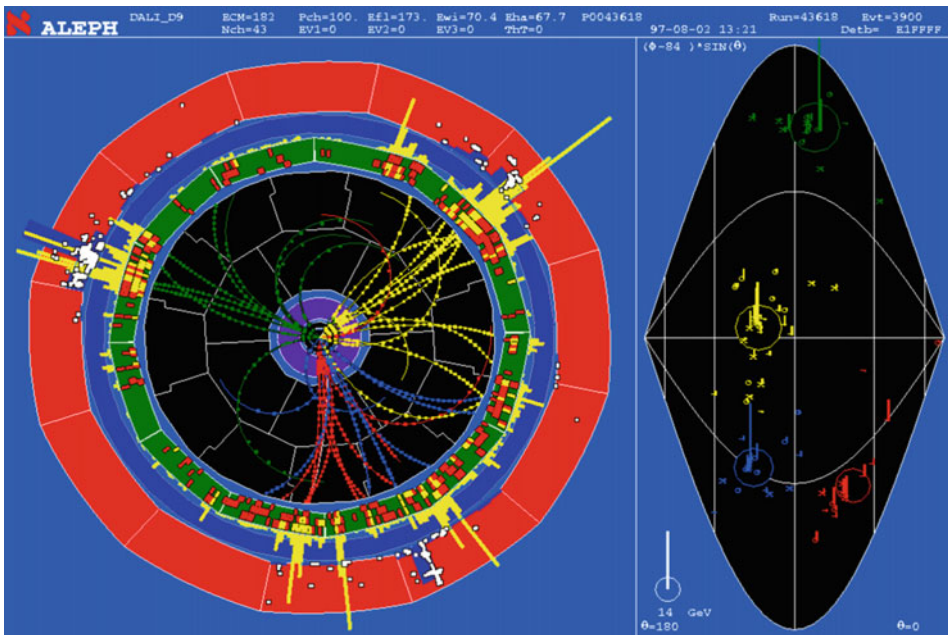 ALEPH DALI_D9 ECM=182 Pch=100. Efl=173. Ewi=70.4 Eha=67.7 P0043618 Run=43618 Evt=3900
Nch=43 EV1=0 EV2=0 EV3=0 ThT=0 97-08-02 13:21 Detb= E1FFFF
(Φ-84 )*SIN(θ)
14 GeV
θ=180 θ=0